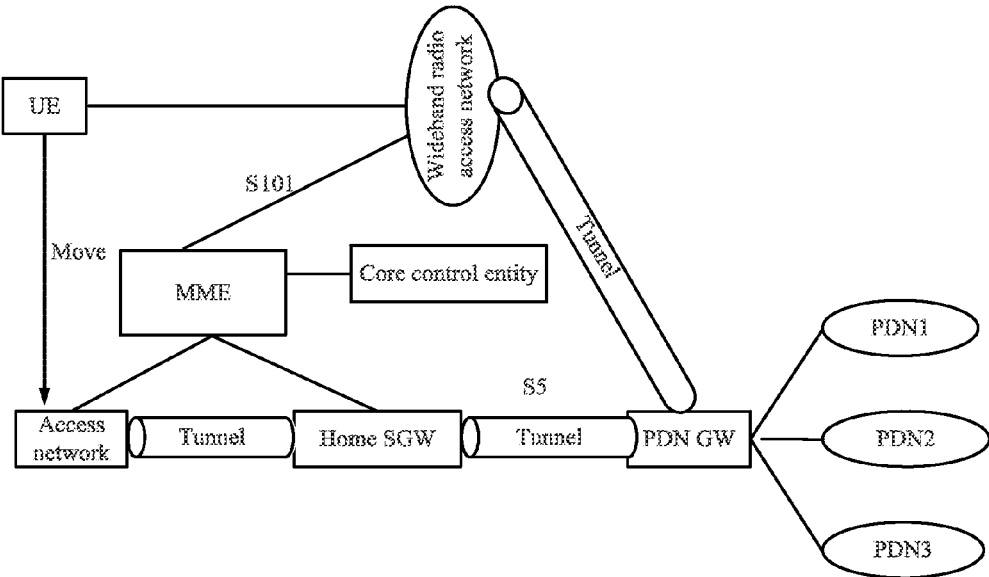 UE
Wideband radio
access network
S101
Move
Tunnel
MME
Core control entity
PDN1
S5
Access
network
Tunnel
Home SGW
Tunnel
PDN GW
PDN2
PDN3